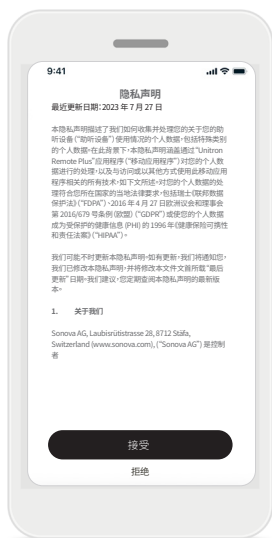 9:41
隐私声明
最近更新日期：2023 年 7 月 27 日
本隐私声明描述了我们如何收集并处理您的关于您的助
听设备（“助听设备”）使用情况的个人数据，包括特殊类别
的个人数据。在此背景下，本隐私声明涵盖通过“Unitron
Remote Plus”应用程序（“移动应用程序”）对您的个人数
据进行的处理，以及与访问或以其他方式使用此移动应用
程序相关的所有技术。如下文所述，对您的个人数据的处
理符合您所在国家的当地法律要求，包括瑞士《联邦数据
保护法》（“FDPA”）、2016 年 4 月 27 日欧洲议会和理事会
第 2016/679 号条例（欧盟）（“GDPR”）或使您的个人数据
成为受保护的健康信息 (PHI) 的 1996 年《健康保险可携性
和责任法案》（“HIPAA”）。
我们可能不时更新本隐私声明。如有更新，我们将通知您，
我们已修改本隐私声明，并将修改本文件首所载“最后
更新”日期。我们建议，您定期查阅本隐私声明的最新版
本。
1. 关于我们
Sonova AG, Laubisrütistrasse 28, 8712 Stäfa,
Switzerland (www.sonova.com), (“Sonova AG”) 是控制
者
接受
拒绝